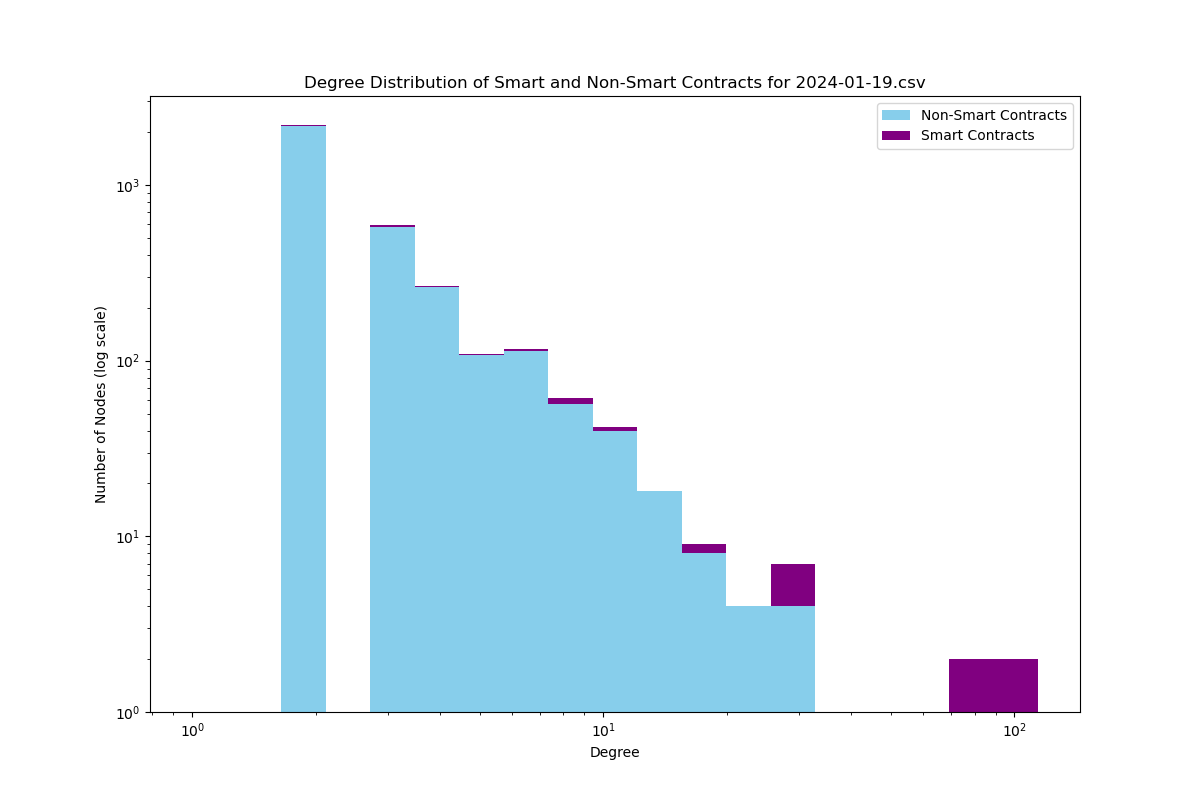 Degree Distribution of Smart and Non-Smart Contracts for 2024-01-19.csv
Non-Smart Contracts
Smart Contracts
Number of Nodes (log scale)
10³
10²
10¹
10⁰
10⁰ 10¹ 10²
Degree